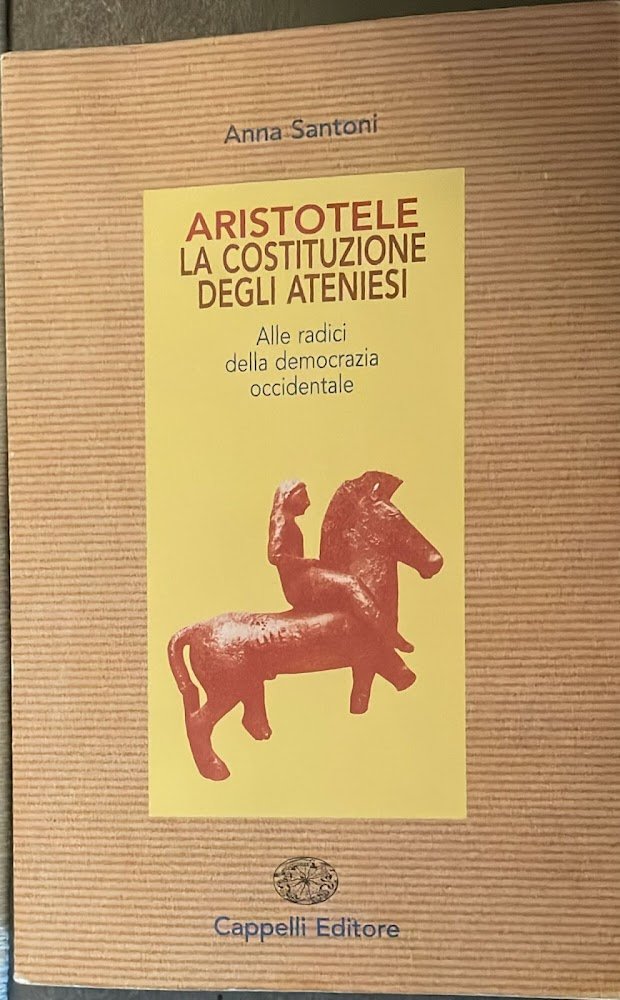 Anna Santoni
ARISTOTELE
LA COSTITUZIONE
DEGLI ATENIESI
Alle radici
della democrazia
occidentale
Cappelli Editore